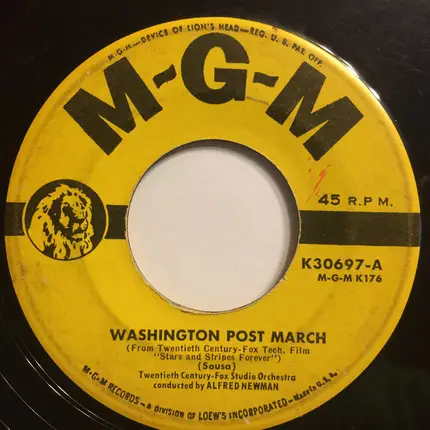 M-G-M—DEVICE OF LION'S HEAD—REG. U. S. PAT. OFF.
M-G-M
45 R.P.M.
K30697-A
M-G-M K176
WASHINGTON POST MARCH
(From Twentieth Century-Fox Tech. Film
"Stars and Stripes Forever")
(Sousa)
Twentieth Century-Fox Studio Orchestra
conducted by ALFRED NEWMAN
M-G-M RECORDS—A DIVISION OF LOEW'S INCORPORATED—Made in U.S.A.